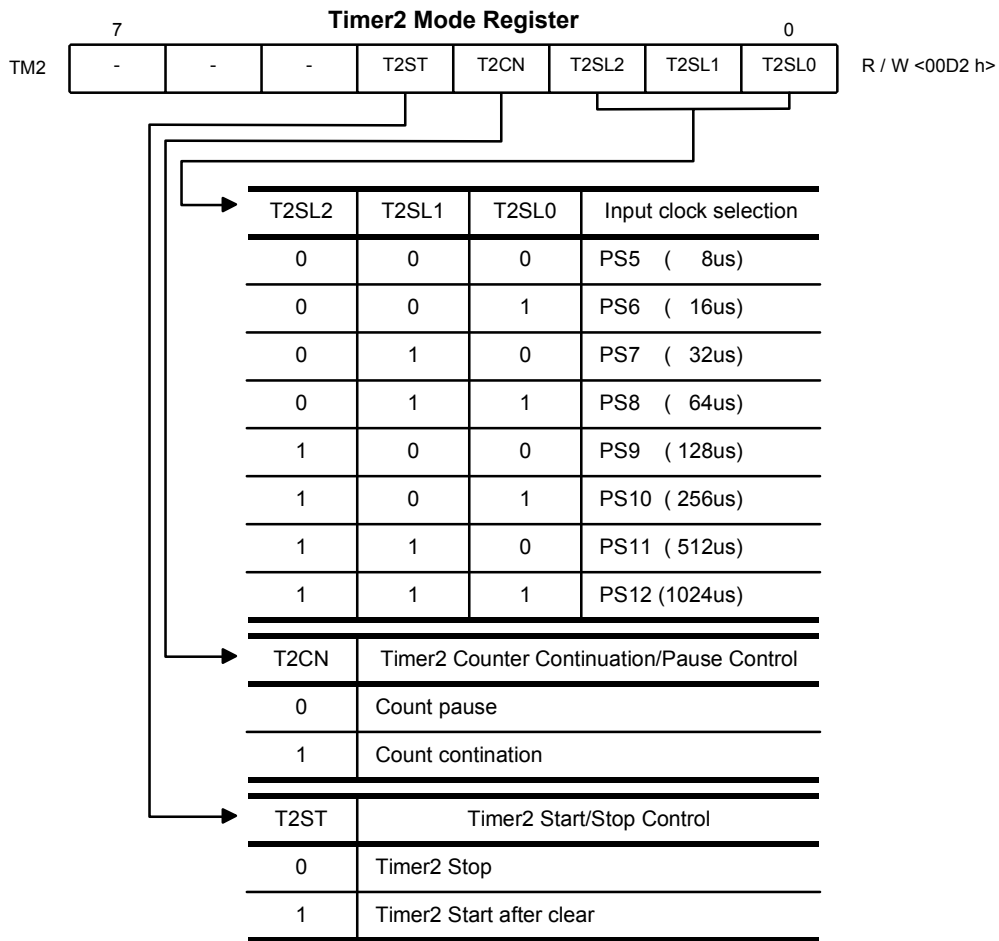 Timer2 Mode Register
7 0
TM2 - - - T2ST T2CN T2SL2 T2SL1 T2SL0 R / W <00D2 h>
T2SL2 T2SL1 T2SL0 Input clock selection
0 0 0 PS5 ( 8us)
0 0 1 PS6 ( 16us)
0 1 0 PS7 ( 32us)
0 1 1 PS8 ( 64us)
1 0 0 PS9 ( 128us)
1 0 1 PS10 ( 256us)
1 1 0 PS11 ( 512us)
1 1 1 PS12 (1024us)
T2CN Timer2 Counter Continuation/Pause Control
0 Count pause
1 Count contination
T2ST Timer2 Start/Stop Control
0 Timer2 Stop
1 Timer2 Start after clear